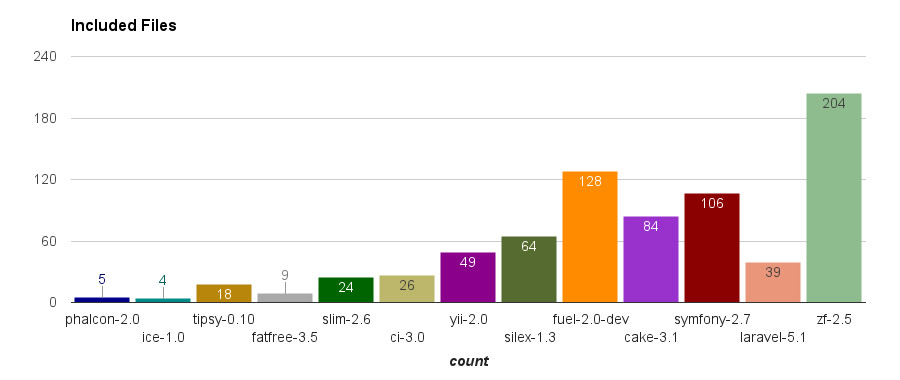 Included Files
240
180
120
60
0
5
4
18
9
24
26
49
64
128
84
106
39
204
phalcon-2.0
ice-1.0
tipsy-0.10
fatfree-3.5
slim-2.6
ci-3.0
yii-2.0
silex-1.3
fuel-2.0-dev
cake-3.1
symfony-2.7
laravel-5.1
zf-2.5
count